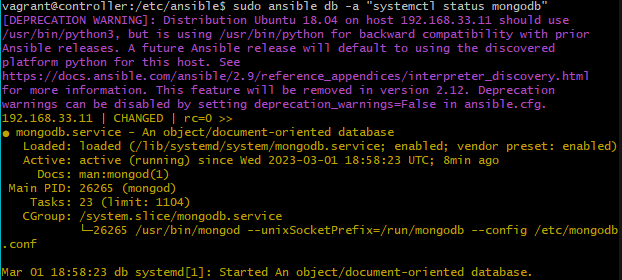 vagrant@controller:/etc/ansible$ sudo ansible db -a "systemctl status mongodb"
[DEPRECATION WARNING]: Distribution Ubuntu 18.04 on host 192.168.33.11 should use
/usr/bin/python3, but is using /usr/bin/python for backward compatibility with prior
Ansible releases. A future Ansible release will default to using the discovered
platform python for this host. See
https://docs.ansible.com/ansible/2.9/reference_appendices/interpreter_discovery.html
for more information. This feature will be removed in version 2.12. Deprecation
warnings can be disabled by setting deprecation_warnings=False in ansible.cfg.
192.168.33.11 | CHANGED | rc=0 >>
● mongodb.service - An object/document-oriented database
   Loaded: loaded (/lib/systemd/system/mongodb.service; enabled; vendor preset: enabled)
   Active: active (running) since Wed 2023-03-01 18:58:23 UTC; 8min ago
     Docs: man:mongod(1)
 Main PID: 26265 (mongod)
    Tasks: 23 (limit: 1104)
   CGroup: /system.slice/mongodb.service
           └─26265 /usr/bin/mongod --unixSocketPrefix=/run/mongodb --config /etc/mongodb
.conf
Mar 01 18:58:23 db systemd[1]: Started An object/document-oriented database.